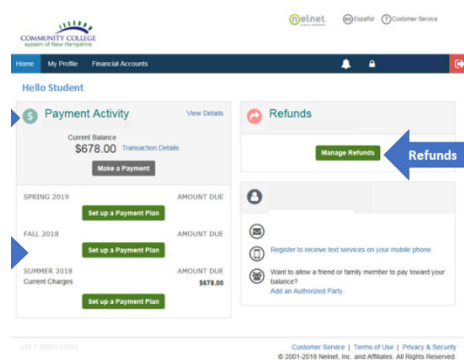 COMMUNITY COLLEGE
system of New Hampshire
nelnet Español ? Customer Service
Home My Profile Financial Accounts
Hello Student
$ Payment Activity View Details
Current Balance
$678.00 Transaction Details
Make a Payment
SPRING 2019 AMOUNT DUE
Set up a Payment Plan
FALL 2018 AMOUNT DUE
Set up a Payment Plan
SUMMER 2018 AMOUNT DUE
Current Charges $678.00
Set up a Payment Plan
Refunds
Manage Refunds
Refunds
Register to receive text services on your mobile phone.
Want to allow a friend or family member to pay toward your
balance?
Add an Authorized Party.
Customer Service | Terms of Use | Privacy & Security
© 2001-2018 Nelnet, Inc. and Affiliates. All Rights Reserved.